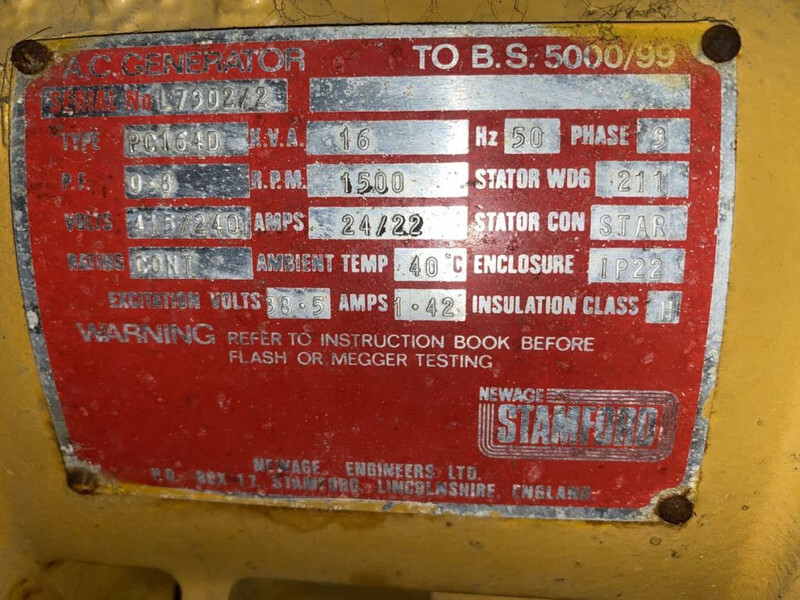 A.C. GENERATOR TO B.S. 5000/99
SERIAL No L7302/2
TYPE PC164D K.V.A. 16 Hz 50 PHASE 3
P.F. 0·8 R.P.M. 1500 STATOR WDG 211
VOLTS 415/240 AMPS 24/22 STATOR CON STAR
RATING CONT AMBIENT TEMP 40°C ENCLOSURE IP22
EXCITATION VOLTS 38·5 AMPS 1·42 INSULATION CLASS H
WARNING REFER TO INSTRUCTION BOOK BEFORE
FLASH OR MEGGER TESTING
NEWAGE
STAMFORD
NEWAGE ENGINEERS LTD.
P.O. BOX 17, STAMFORD, LINCOLNSHIRE, ENGLAND